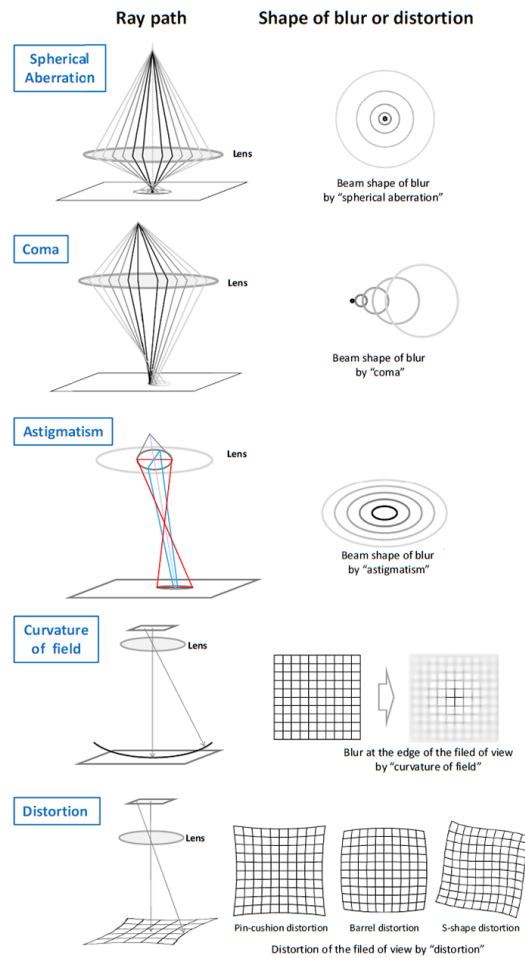 Ray path
Shape of blur or distortion
Spherical
Aberration
Lens
Beam shape of blur
by “spherical aberration”
Coma
Lens
Beam shape of blur
by “coma”
Astigmatism
Lens
Beam shape of blur
by “astigmatism”
Curvature
of field
Lens
Blur at the edge of the filed of view
by “curvature of field”
Distortion
Lens
Pin-cushion distortion
Barrel distortion
S-shape distortion
Distortion of the filed of view by “distortion”